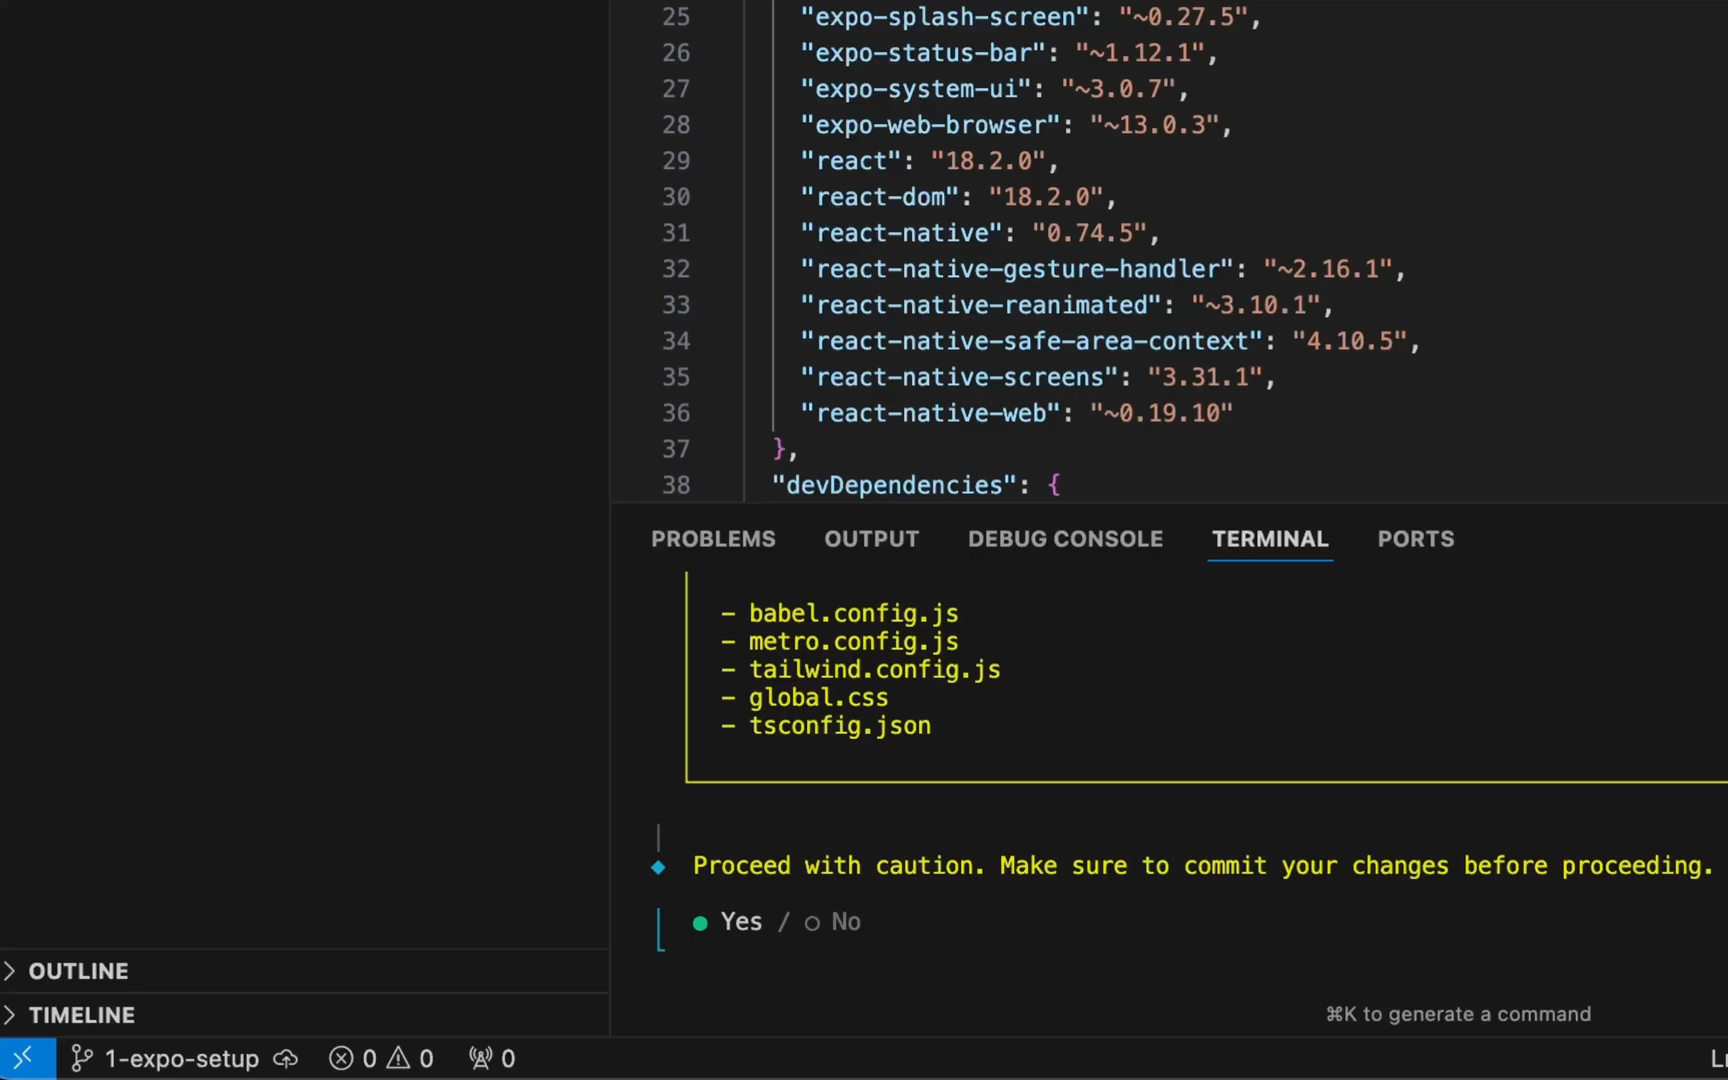 25 "expo-splash-screen": "~0.27.5",
26 "expo-status-bar": "~1.12.1",
27 "expo-system-ui": "~3.0.7",
28 "expo-web-browser": "~13.0.3",
29 "react": "18.2.0",
30 "react-dom": "18.2.0",
31 "react-native": "0.74.5",
32 "react-native-gesture-handler": "~2.16.1",
33 "react-native-reanimated": "~3.10.1",
34 "react-native-safe-area-context": "4.10.5",
35 "react-native-screens": "3.31.1",
36 "react-native-web": "~0.19.10"
37 },
38 "devDependencies": {
PROBLEMS OUTPUT DEBUG CONSOLE TERMINAL PORTS
- babel.config.js
- metro.config.js
- tailwind.config.js
- global.css
- tsconfig.json
Proceed with caution. Make sure to commit your changes before proceeding.
Yes / No
OUTLINE
TIMELINE
⌘K to generate a command
1-expo-setup 0 0 0